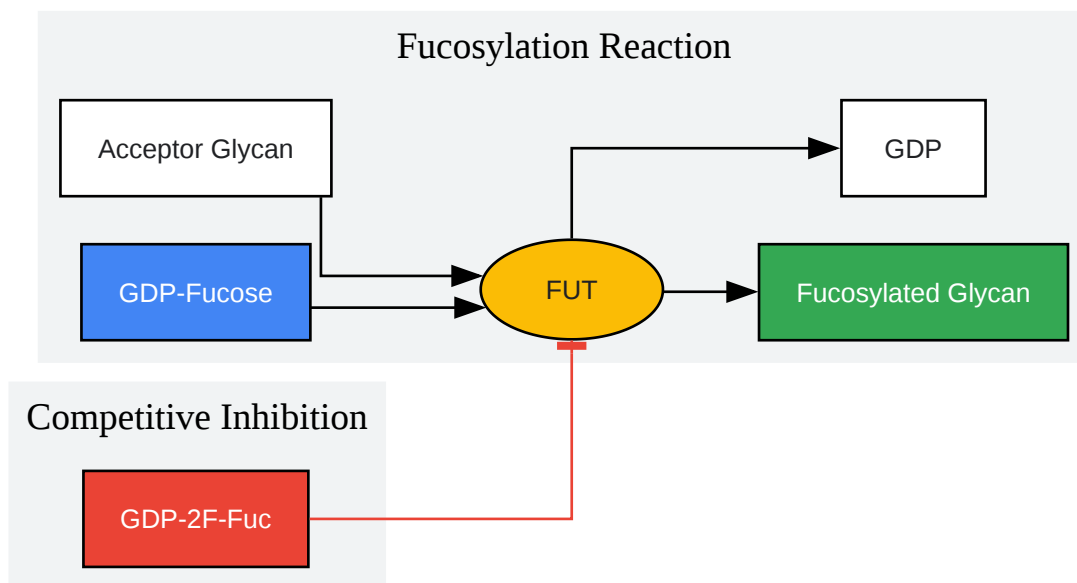 Fucosylation Reaction
Acceptor Glycan
GDP
GDP-Fucose
FUT
Fucosylated Glycan
Competitive Inhibition
GDP-2F-Fuc